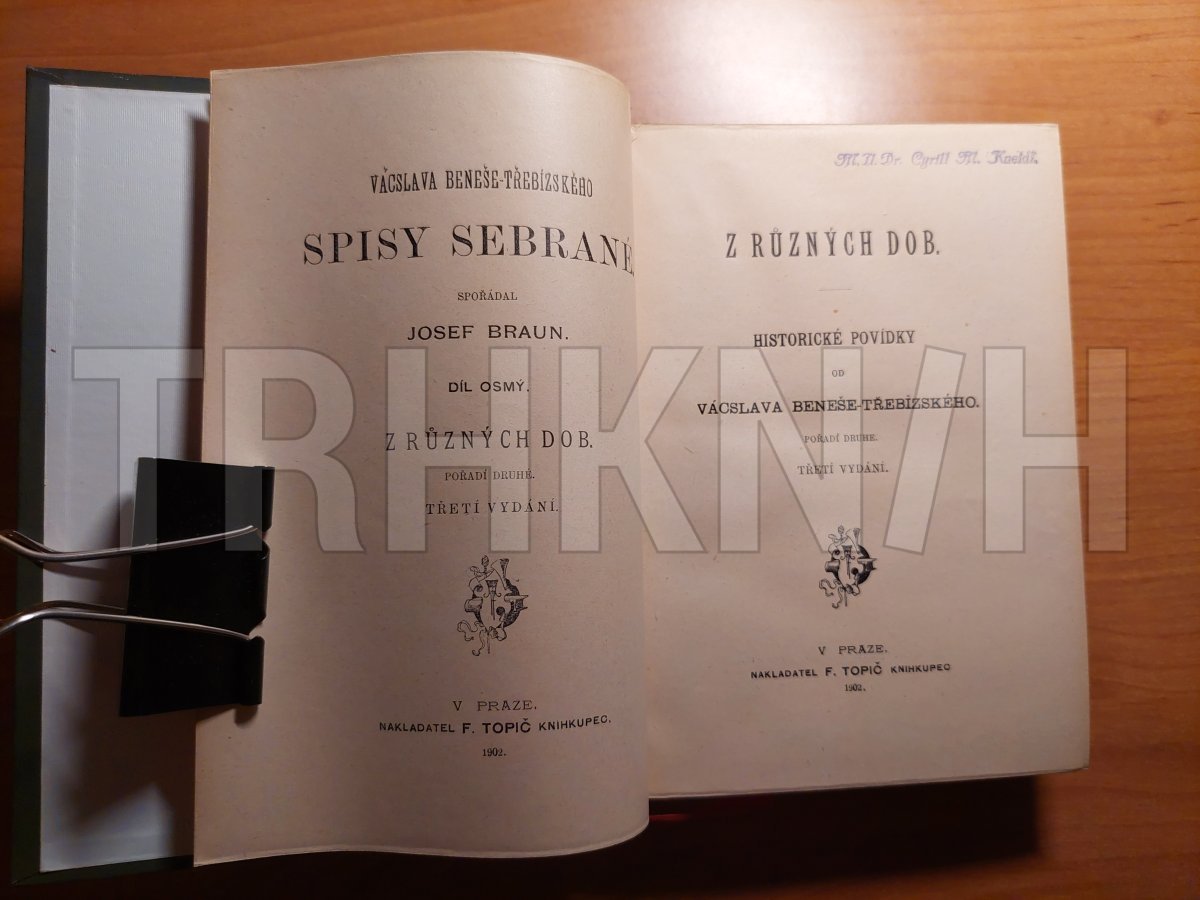 VÁCSLAVA BENEŠE-TŘEBÍZSKÉHO
SPISY SEBRANÉ
SPOŘÁDAL
JOSEF BRAUN.
DÍL OSMÝ.
Z RŮZNÝCH DOB.
POŘADÍ DRUHÉ.
TŘETÍ VYDÁNÍ.
V PRAZE.
NAKLADATEL F. TOPIČ KNIHKUPEC.
1902.
Dr. Cyrill M.
Z RŮZNÝCH DOB.
HISTORICKÉ POVÍDKY
OD
VÁCSLAVA BENEŠE-TŘEBÍZSKÉHO.
POŘADÍ DRUHÉ.
TŘETÍ VYDÁNÍ.
V PRAZE.
NAKLADATEL F. TOPIČ KNIHKUPEC
1902.
TRHKNIH